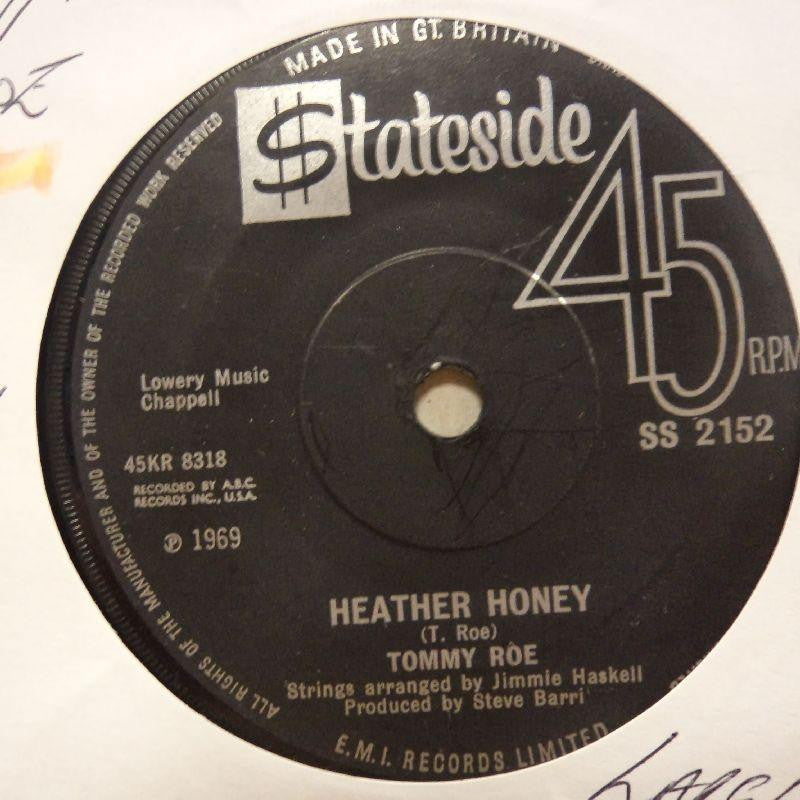 MADE IN GT. BRITAIN
$tateside
45
R.P.M
SS 2152
Lowery Music
Chappell
45KR 8318
RECORDED BY A.B.C.
RECORDS INC., U.S.A.
℗ 1969
HEATHER HONEY
(T. Roe)
TOMMY ROE
Strings arranged by Jimmie Haskell
Produced by Steve Barri
E.M.I. RECORDS LIMITED
ALL RIGHTS OF THE MANUFACTURER AND OF THE OWNER OF THE RECORDED WORK RESERVED